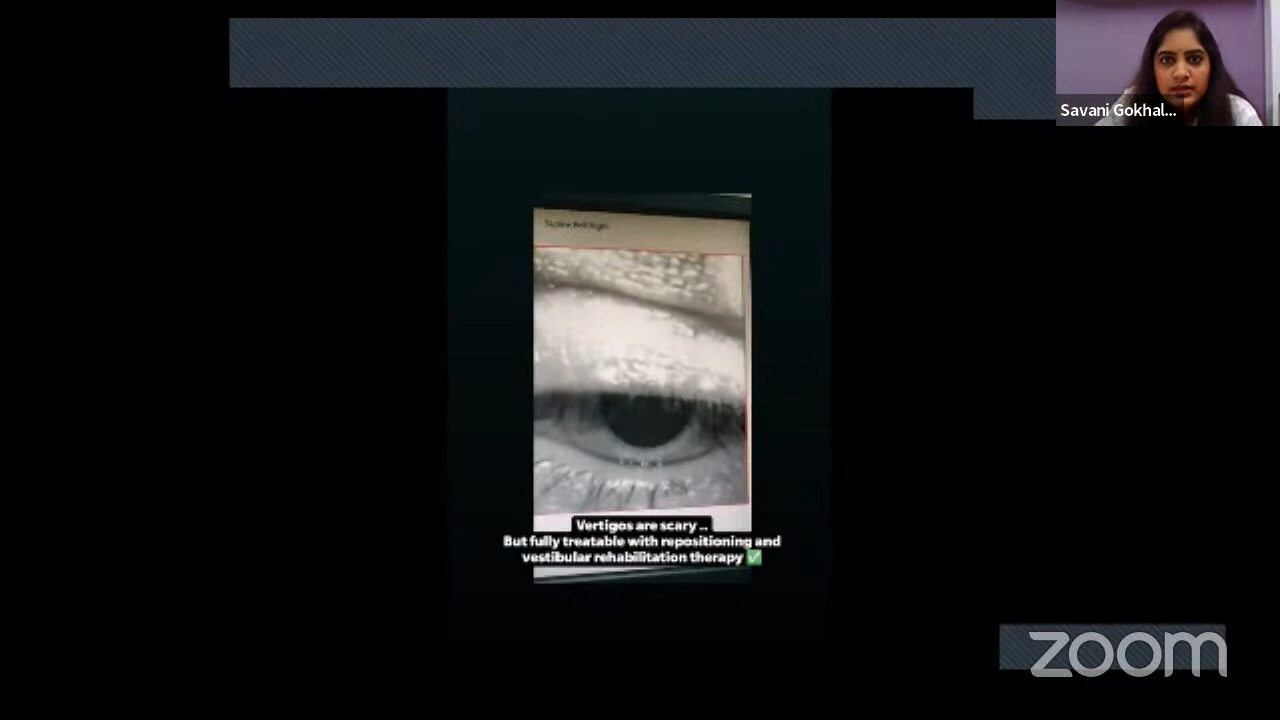 Savani Gokhal...
Vertigos are scary ..
But fully treatable with repositioning and
vestibular rehabilitation therapy ✅
zoom